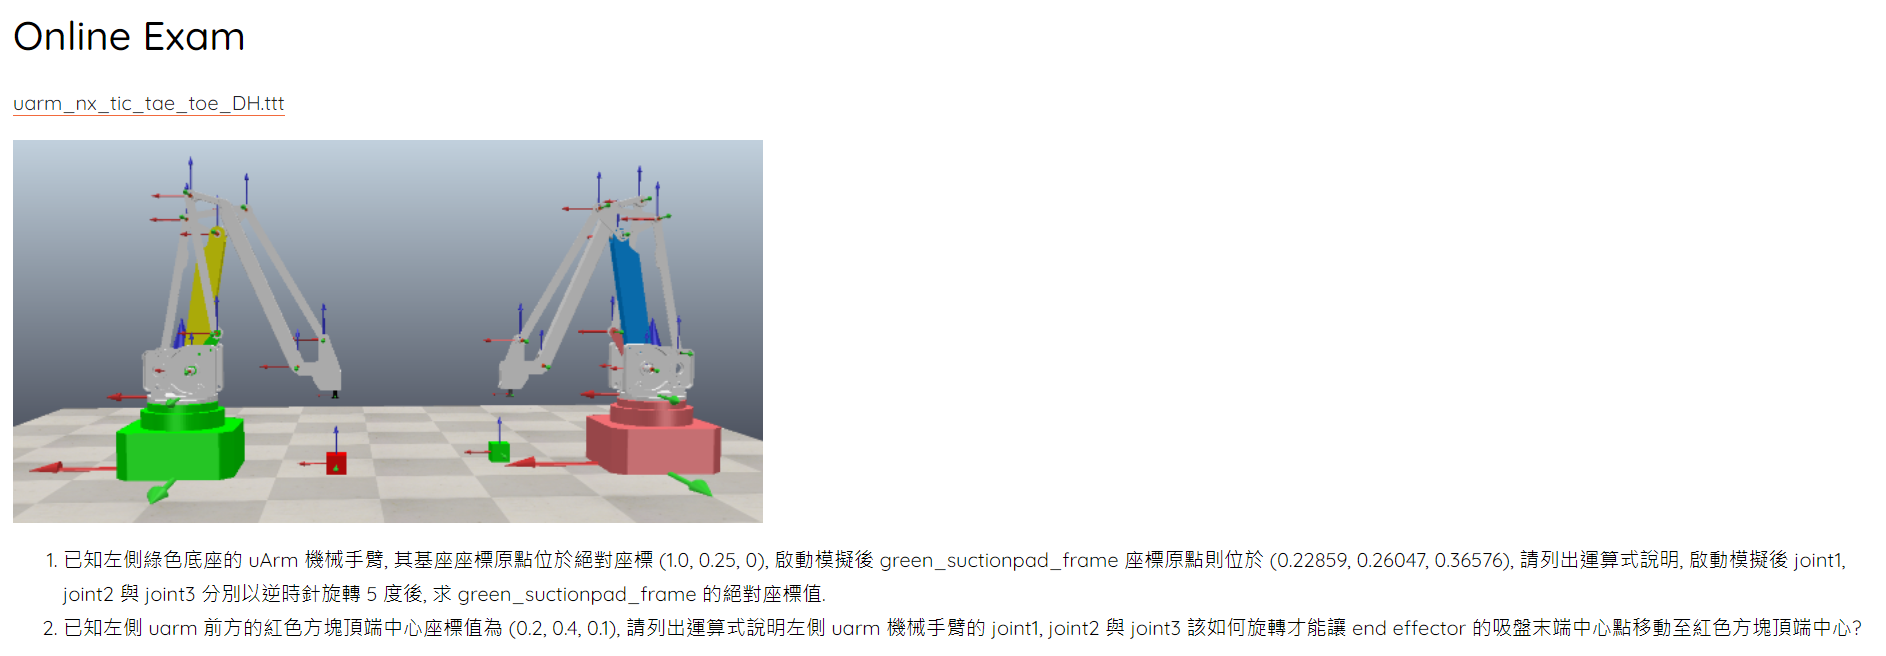 Online Exam
uarm_nx_tic_tae_toe_DH.ttt
1. 已知左側綠色底座的 uArm 機械手臂, 其基座座標原點位於絕對座標 (1.0, 0.25, 0), 啟動模擬後 green_suctionpad_frame 座標原點則位於 (0.22859, 0.26047, 0.36576), 請列出運算式說明, 啟動模擬後 joint1,
joint2 與 joint3 分別以逆時針旋轉 5 度後, 求 green_suctionpad_frame 的絕對座標值.
2. 已知左側 uarm 前方的紅色方塊頂端中心座標值為 (0.2, 0.4, 0.1), 請列出運算式說明左側 uarm 機械手臂的 joint1, joint2 與 joint3 該如何旋轉才能讓 end effector 的吸盤末端中心點移動至紅色方塊頂端中心?